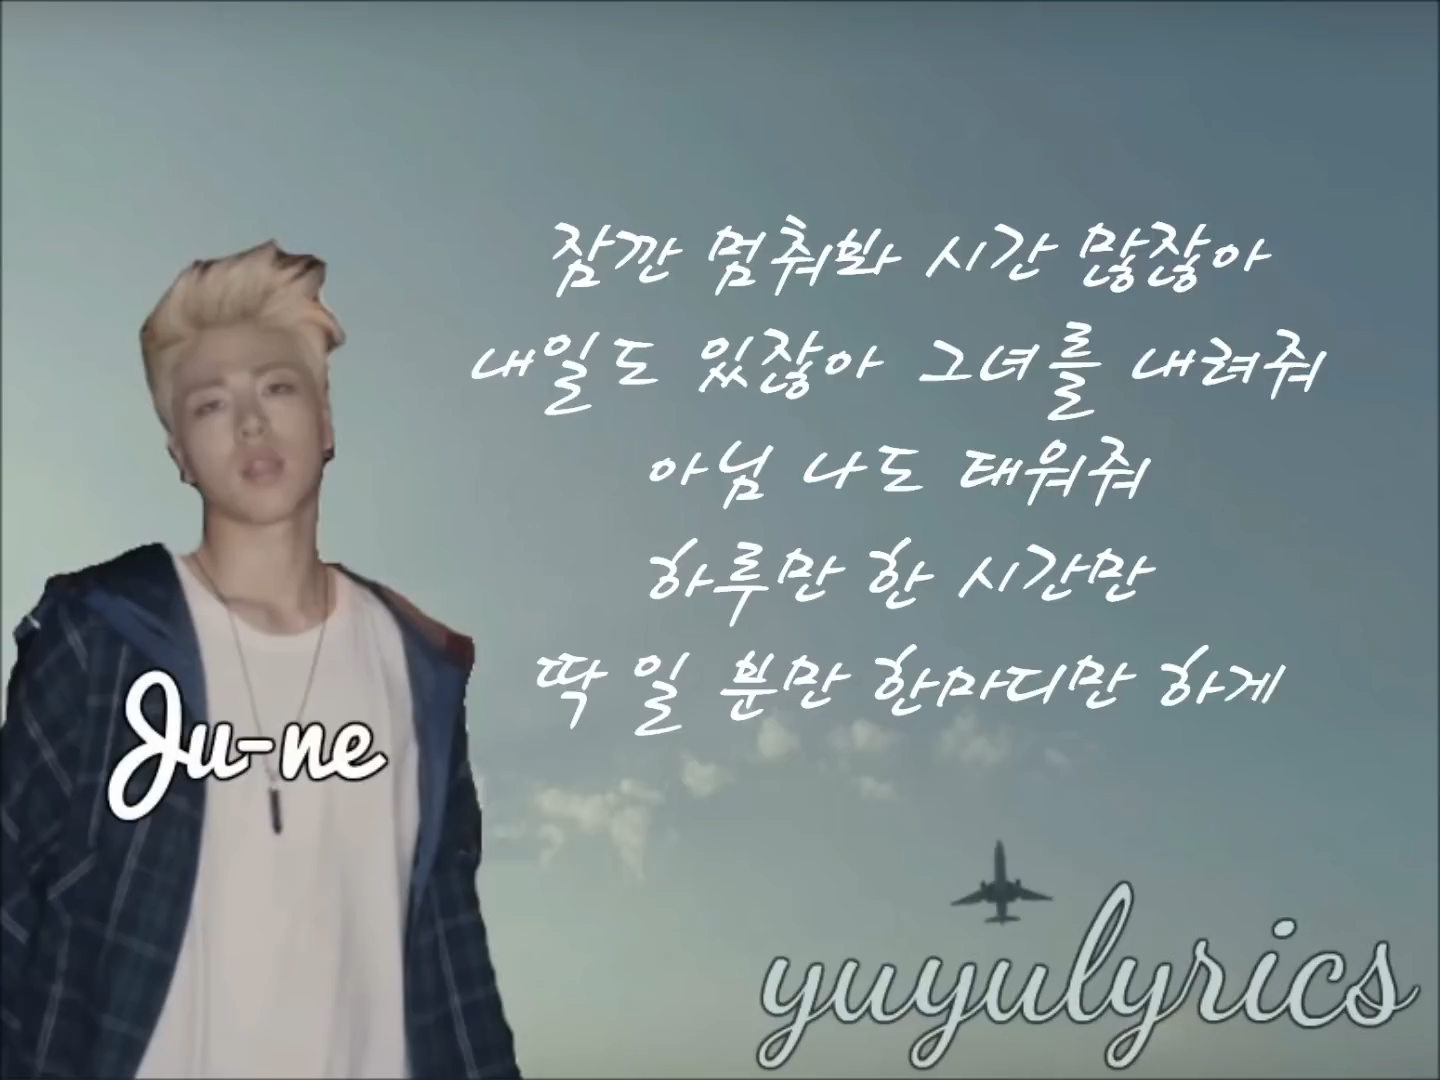 잠깐 멈춰봐 시간 많잖아
내일도 있잖아 그녀를 내려줘
아님 나도 태워줘
하루만 한 시간만
딱 일 분만 한마디만 하게
Ju-ne
yuyulyrics